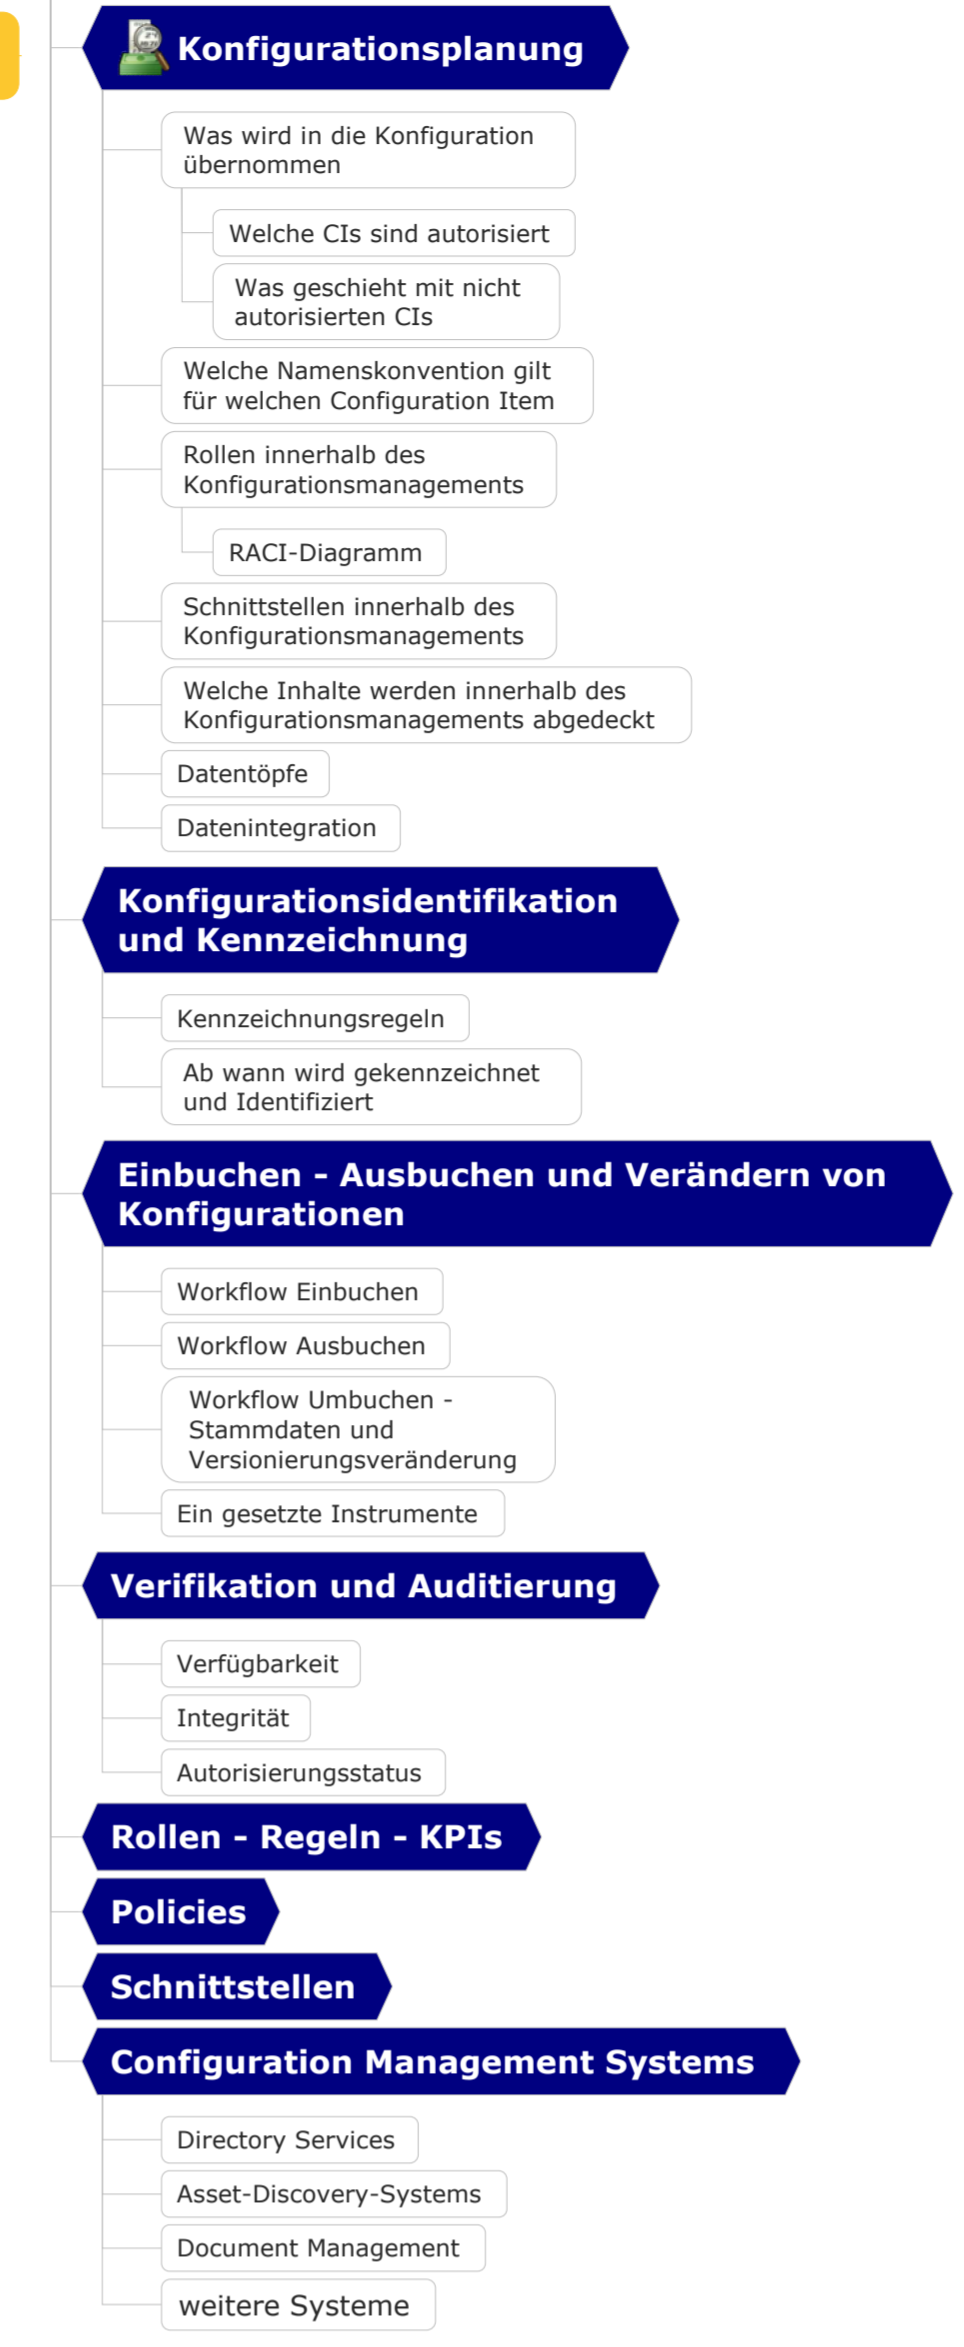 Konfigurationsplanung
Was wird in die Konfiguration
übernommen
Welche CIs sind autorisiert
Was geschieht mit nicht
autorisierten CIs
Welche Namenskonvention gilt
für welchen Configuration Item
Rollen innerhalb des
Konfigurationsmanagements
RACI-Diagramm
Schnittstellen innerhalb des
Konfigurationsmanagements
Welche Inhalte werden innerhalb des
Konfigurationsmanagements abgedeckt
Datentöpfe
Datenintegration
Konfigurationsidentifikation
und Kennzeichnung
Kennzeichnungsregeln
Ab wann wird gekennzeichnet
und Identifiziert
Einbuchen - Ausbuchen und Verändern von
Konfigurationen
Workflow Einbuchen
Workflow Ausbuchen
Workflow Umbuchen -
Stammdaten und
Versionierungsveränderung
Ein gesetzte Instrumente
Verifikation und Auditierung
Verfügbarkeit
Integrität
Autorisierungsstatus
Rollen - Regeln - KPIs
Policies
Schnittstellen
Configuration Management Systems
Directory Services
Asset-Discovery-Systems
Document Management
weitere Systeme